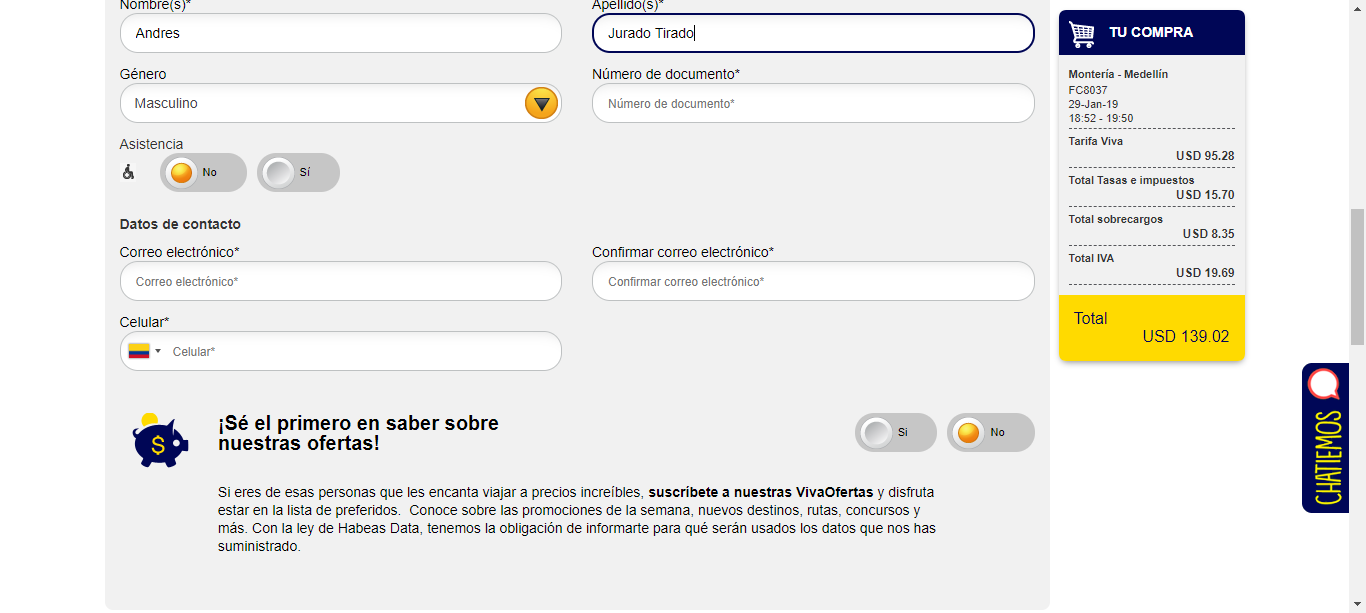 Nombre(s)*
Apellido(s)*
Andres
Jurado Tirado
Género
Número de documento*
Masculino
Número de documento*
Asistencia
No
Sí
Datos de contacto
Correo electrónico*
Confirmar correo electrónico*
Correo electrónico*
Confirmar correo electrónico*
Celular*
Celular*
$
¡Sé el primero en saber sobre
nuestras ofertas!
Si
No
Si eres de esas personas que les encanta viajar a precios increíbles, suscríbete a nuestras VivaOfertas y disfruta
estar en la lista de preferidos. Conoce sobre las promociones de la semana, nuevos destinos, rutas, concursos y
más. Con la ley de Habeas Data, tenemos la obligación de informarte para qué serán usados los datos que nos has
suministrado.
TU COMPRA
Montería - Medellín
FC8037
29-Jan-19
18:52 - 19:50
Tarifa Viva
USD 95.28
Total Tasas e impuestos
USD 15.70
Total sobrecargos
USD 8.35
Total IVA
USD 19.69
Total
USD 139.02
CHATIEMOS